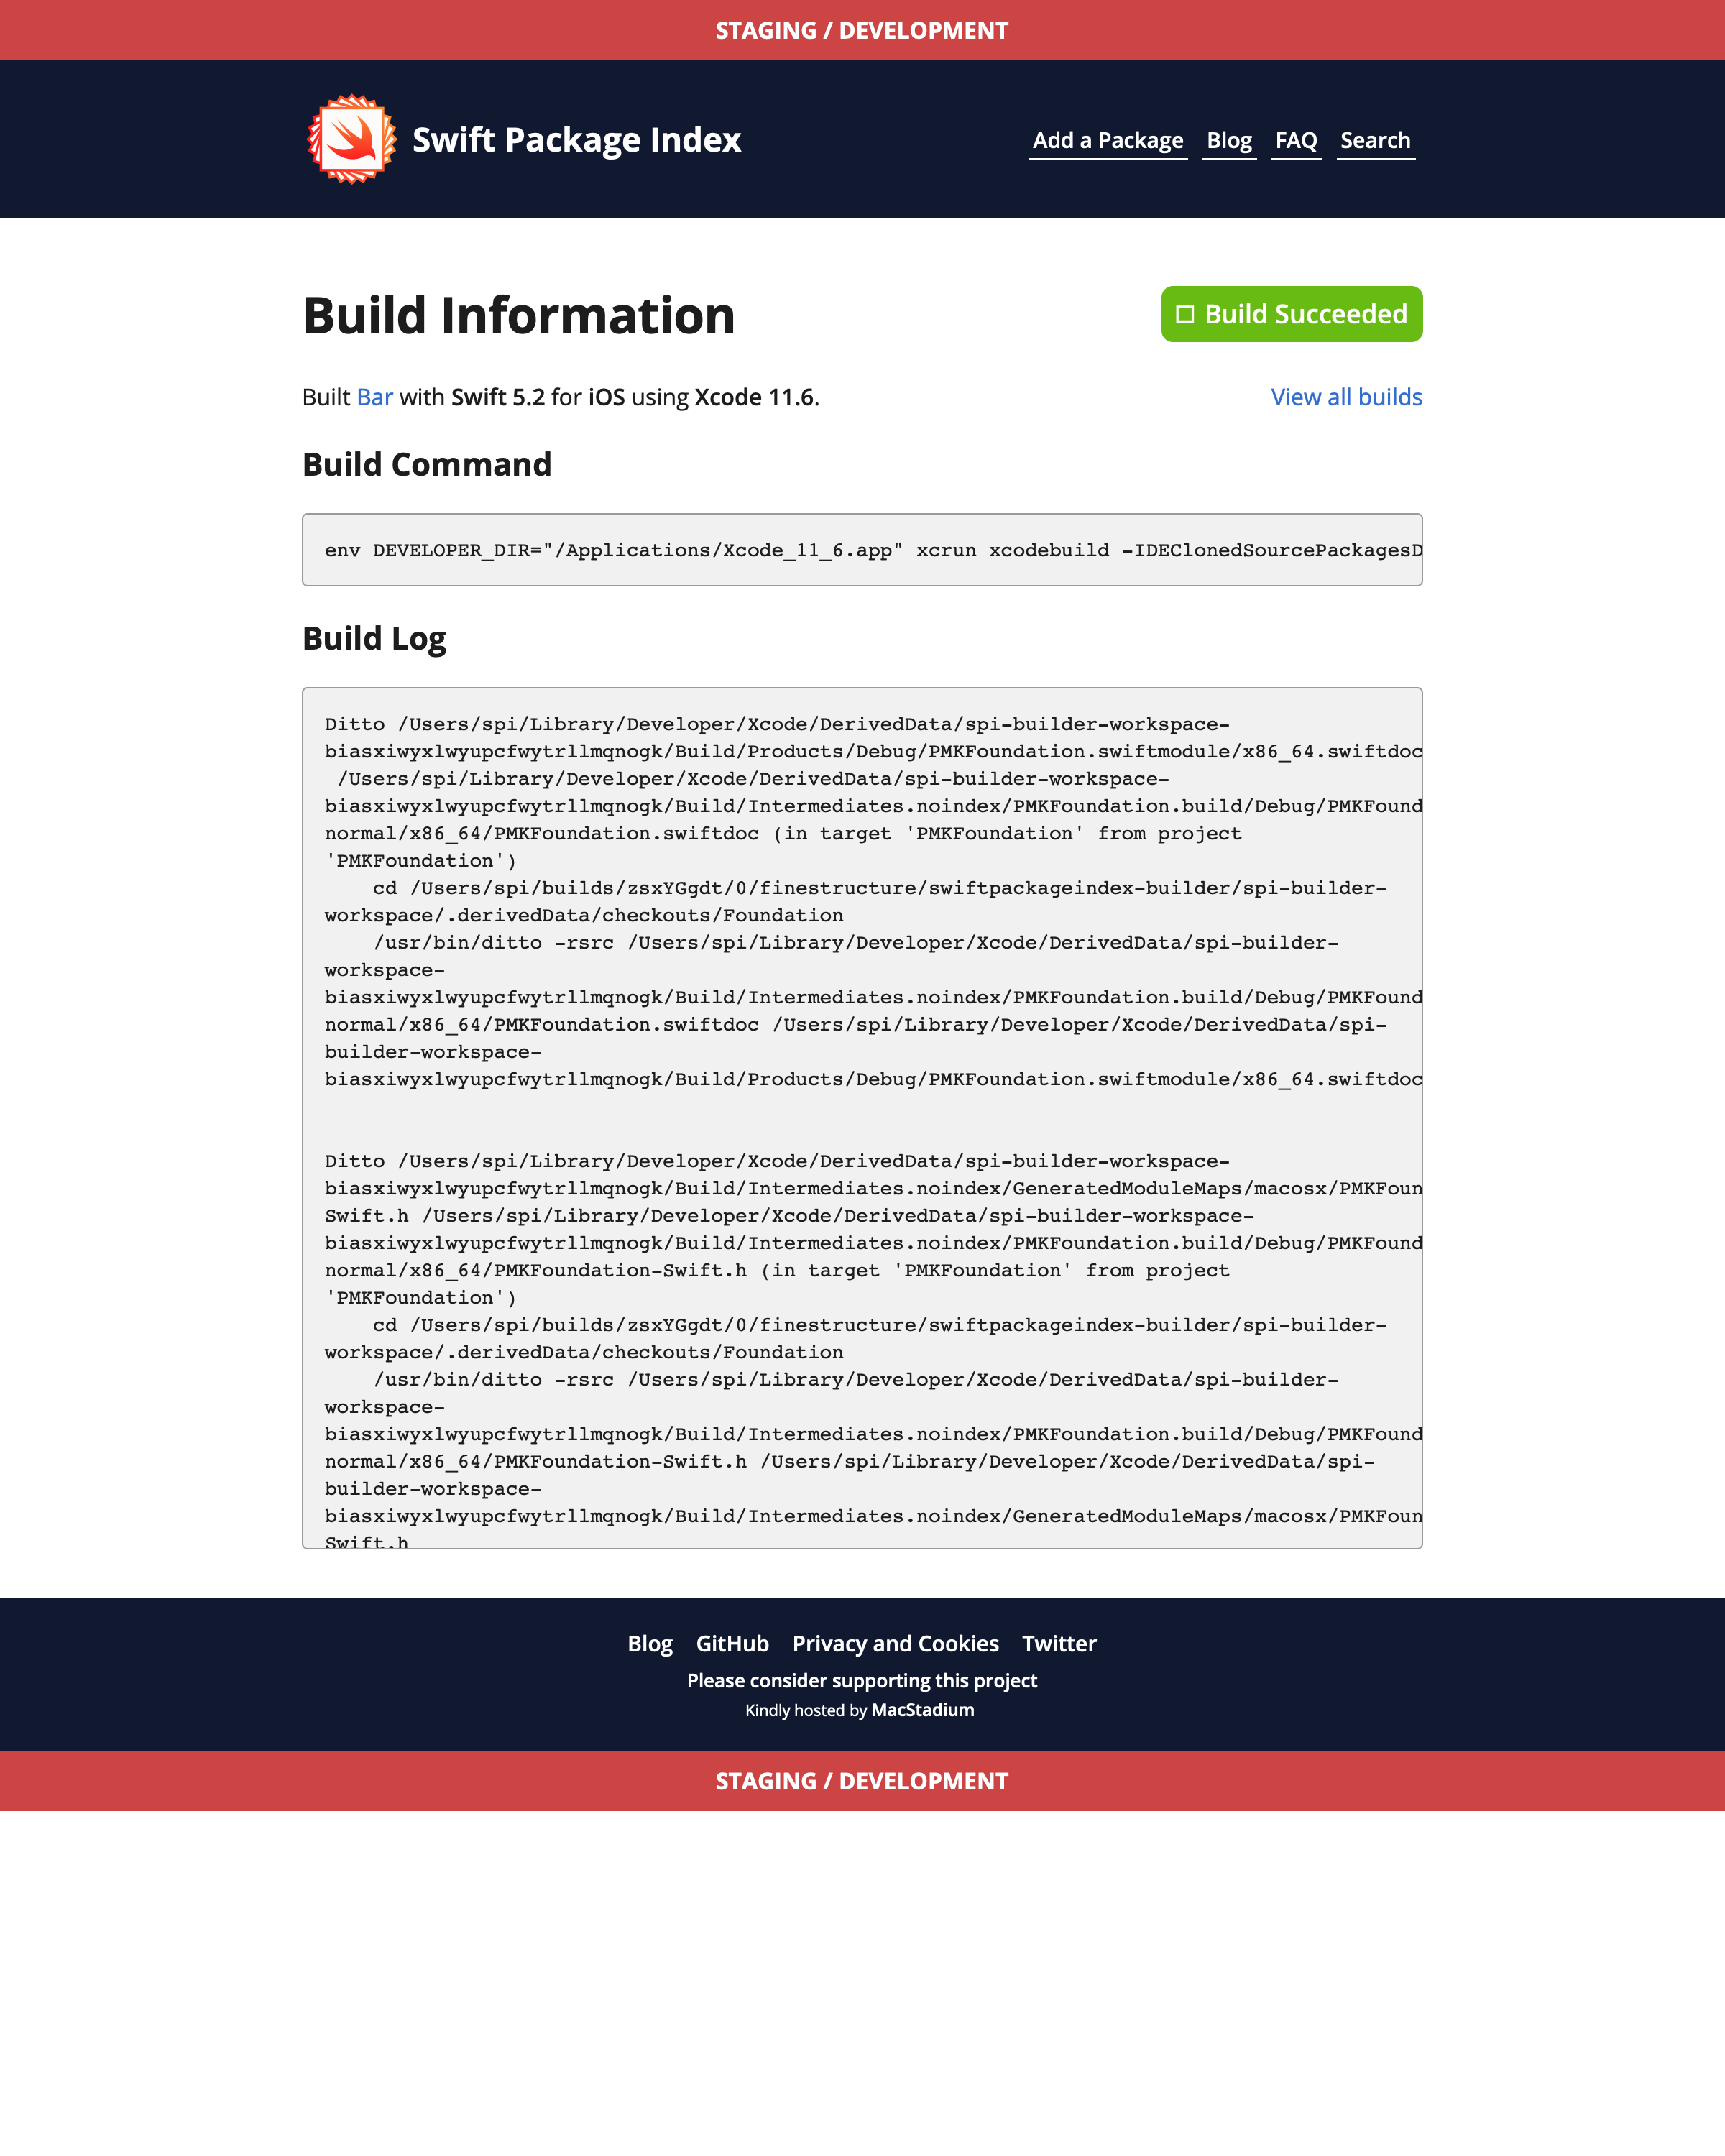 STAGING / DEVELOPMENT
Swift Package Index
Add a Package Blog FAQ Search
Build Information
Build Succeeded
Built Bar with Swift 5.2 for iOS using Xcode 11.6.
View all builds
Build Command
env DEVELOPER_DIR="/Applications/Xcode_11_6.app" xcrun xcodebuild -IDEClonedSourcePackagesD
Build Log
Ditto /Users/spi/Library/Developer/Xcode/DerivedData/spi-builder-workspace-
biasxiwyxlwyupcfwytrllmqnogk/Build/Products/Debug/PMKFoundation.swiftmodule/x86_64.swiftdoc
/Users/spi/Library/Developer/Xcode/DerivedData/spi-builder-workspace-
biasxiwyxlwyupcfwytrllmqnogk/Build/Intermediates.noindex/PMKFoundation.build/Debug/PMKFound
normal/x86_64/PMKFoundation.swiftdoc (in target 'PMKFoundation' from project
'PMKFoundation')
cd /Users/spi/builds/zsxYGgdt/0/finestructure/swiftpackageindex-builder/spi-builder-
workspace/.derivedData/checkouts/Foundation
/usr/bin/ditto -rsrc /Users/spi/Library/Developer/Xcode/DerivedData/spi-builder-
workspace-
biasxiwyxlwyupcfwytrllmqnogk/Build/Intermediates.noindex/PMKFoundation.build/Debug/PMKFound
normal/x86_64/PMKFoundation.swiftdoc /Users/spi/Library/Developer/Xcode/DerivedData/spi-
builder-workspace-
biasxiwyxlwyupcfwytrllmqnogk/Build/Products/Debug/PMKFoundation.swiftmodule/x86_64.swiftdoc
Ditto /Users/spi/Library/Developer/Xcode/DerivedData/spi-builder-workspace-
biasxiwyxlwyupcfwytrllmqnogk/Build/Intermediates.noindex/GeneratedModuleMaps/macosx/PMKFoun
Swift.h /Users/spi/Library/Developer/Xcode/DerivedData/spi-builder-workspace-
biasxiwyxlwyupcfwytrllmqnogk/Build/Intermediates.noindex/PMKFoundation.build/Debug/PMKFound
normal/x86_64/PMKFoundation-Swift.h (in target 'PMKFoundation' from project
'PMKFoundation')
cd /Users/spi/builds/zsxYGgdt/0/finestructure/swiftpackageindex-builder/spi-builder-
workspace/.derivedData/checkouts/Foundation
/usr/bin/ditto -rsrc /Users/spi/Library/Developer/Xcode/DerivedData/spi-builder-
workspace-
biasxiwyxlwyupcfwytrllmqnogk/Build/Intermediates.noindex/PMKFoundation.build/Debug/PMKFound
normal/x86_64/PMKFoundation-Swift.h /Users/spi/Library/Developer/Xcode/DerivedData/spi-
builder-workspace-
biasxiwyxlwyupcfwytrllmqnogk/Build/Intermediates.noindex/GeneratedModuleMaps/macosx/PMKFoun
Swift.h
Blog GitHub Privacy and Cookies Twitter
Please consider supporting this project
Kindly hosted by MacStadium
STAGING / DEVELOPMENT